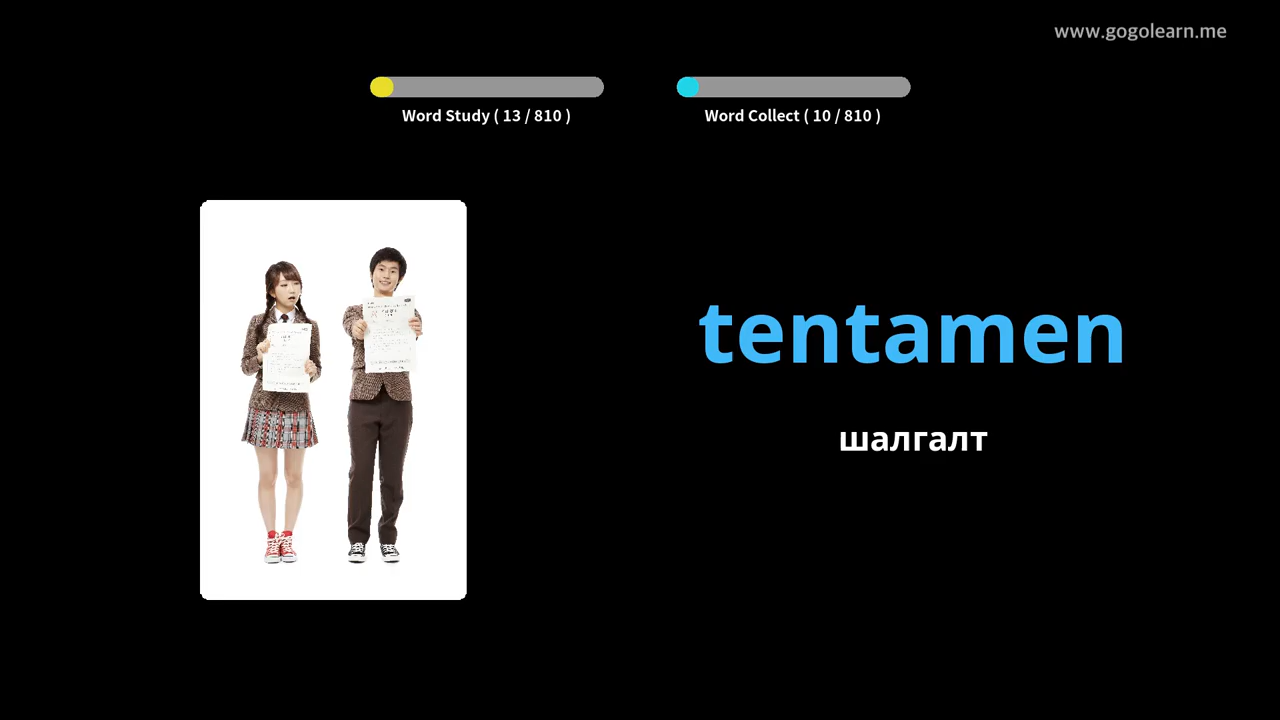 www.gogolearn.me
Word Study ( 13 / 810 )
Word Collect ( 10 / 810 )
tentamen
шалгалт